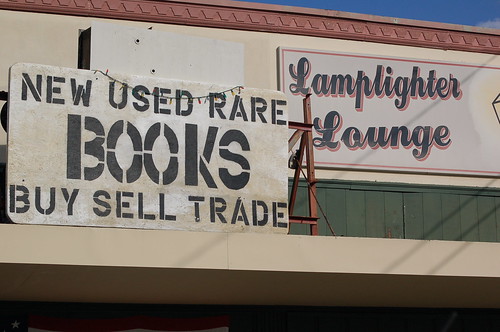 NEW USED RARE
BOOKS
BUY SELL TRADE
Lamplighter
Lounge